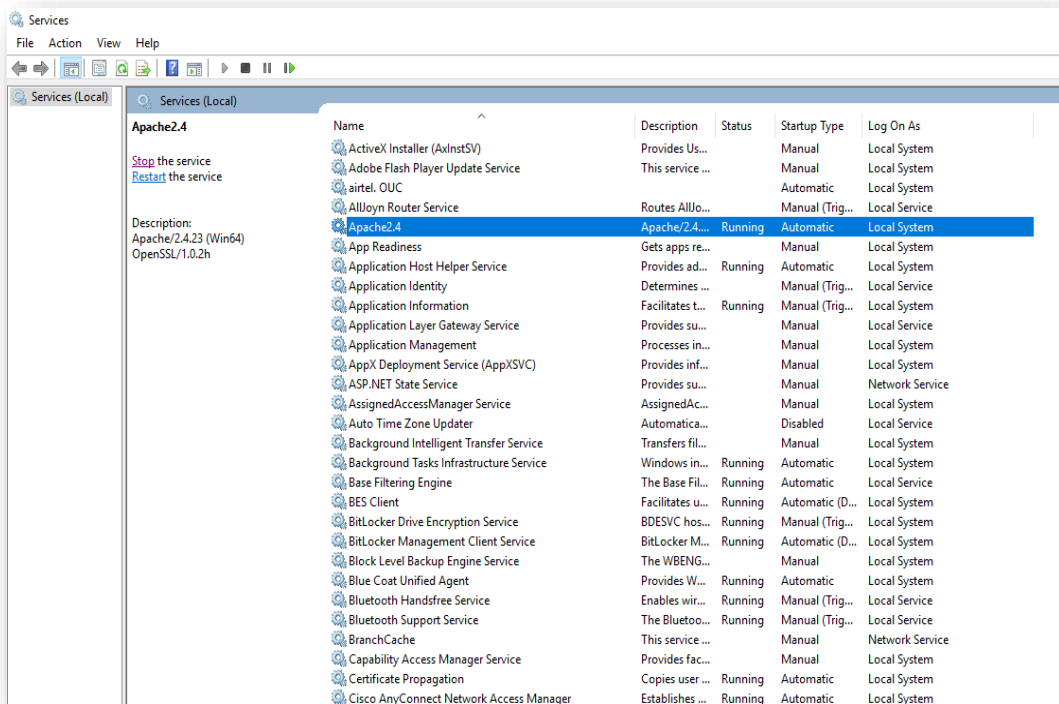 Services
File Action View Help
Services (Local)
Services (Local)
Apache2.4
Stop the service
Restart the service
Description:
Apache/2.4.23 (Win64)
OpenSSL/1.0.2h
Name Description Status Startup Type Log On As
ActiveX Installer (AxInstSV) Provides Us... Manual Local System
Adobe Flash Player Update Service This service ... Manual Local System
airtel. OUC Automatic Local System
AllJoyn Router Service Routes AllJo... Manual (Trig... Local Service
Apache2.4 Apache/2.4.... Running Automatic Local System
App Readiness Gets apps re... Manual Local System
Application Host Helper Service Provides ad... Running Automatic Local System
Application Identity Determines ... Manual (Trig... Local Service
Application Information Facilitates t... Running Manual (Trig... Local System
Application Layer Gateway Service Provides su... Manual Local Service
Application Management Processes in... Manual Local System
AppX Deployment Service (AppXSVC) Provides inf... Manual Local System
ASP.NET State Service Provides su... Manual Network Service
AssignedAccessManager Service AssignedAc... Manual Local System
Auto Time Zone Updater Automatica... Disabled Local Service
Background Intelligent Transfer Service Transfers fil... Manual Local System
Background Tasks Infrastructure Service Windows in... Running Automatic Local System
Base Filtering Engine The Base Fil... Running Automatic Local Service
BES Client Facilitates u... Running Automatic (D... Local System
BitLocker Drive Encryption Service BDESVC hos... Running Manual (Trig... Local System
BitLocker Management Client Service BitLocker M... Running Automatic (D... Local System
Block Level Backup Engine Service The WBENG... Manual Local System
Blue Coat Unified Agent Provides W... Running Automatic Local System
Bluetooth Handsfree Service Enables wir... Running Manual (Trig... Local Service
Bluetooth Support Service The Bluetoo... Running Manual (Trig... Local Service
BranchCache This service ... Manual Network Service
Capability Access Manager Service Provides fac... Manual Local System
Certificate Propagation Copies user ... Running Automatic Local System
Cisco AnyConnect Network Access Manager Establishes ... Running Automatic Local System